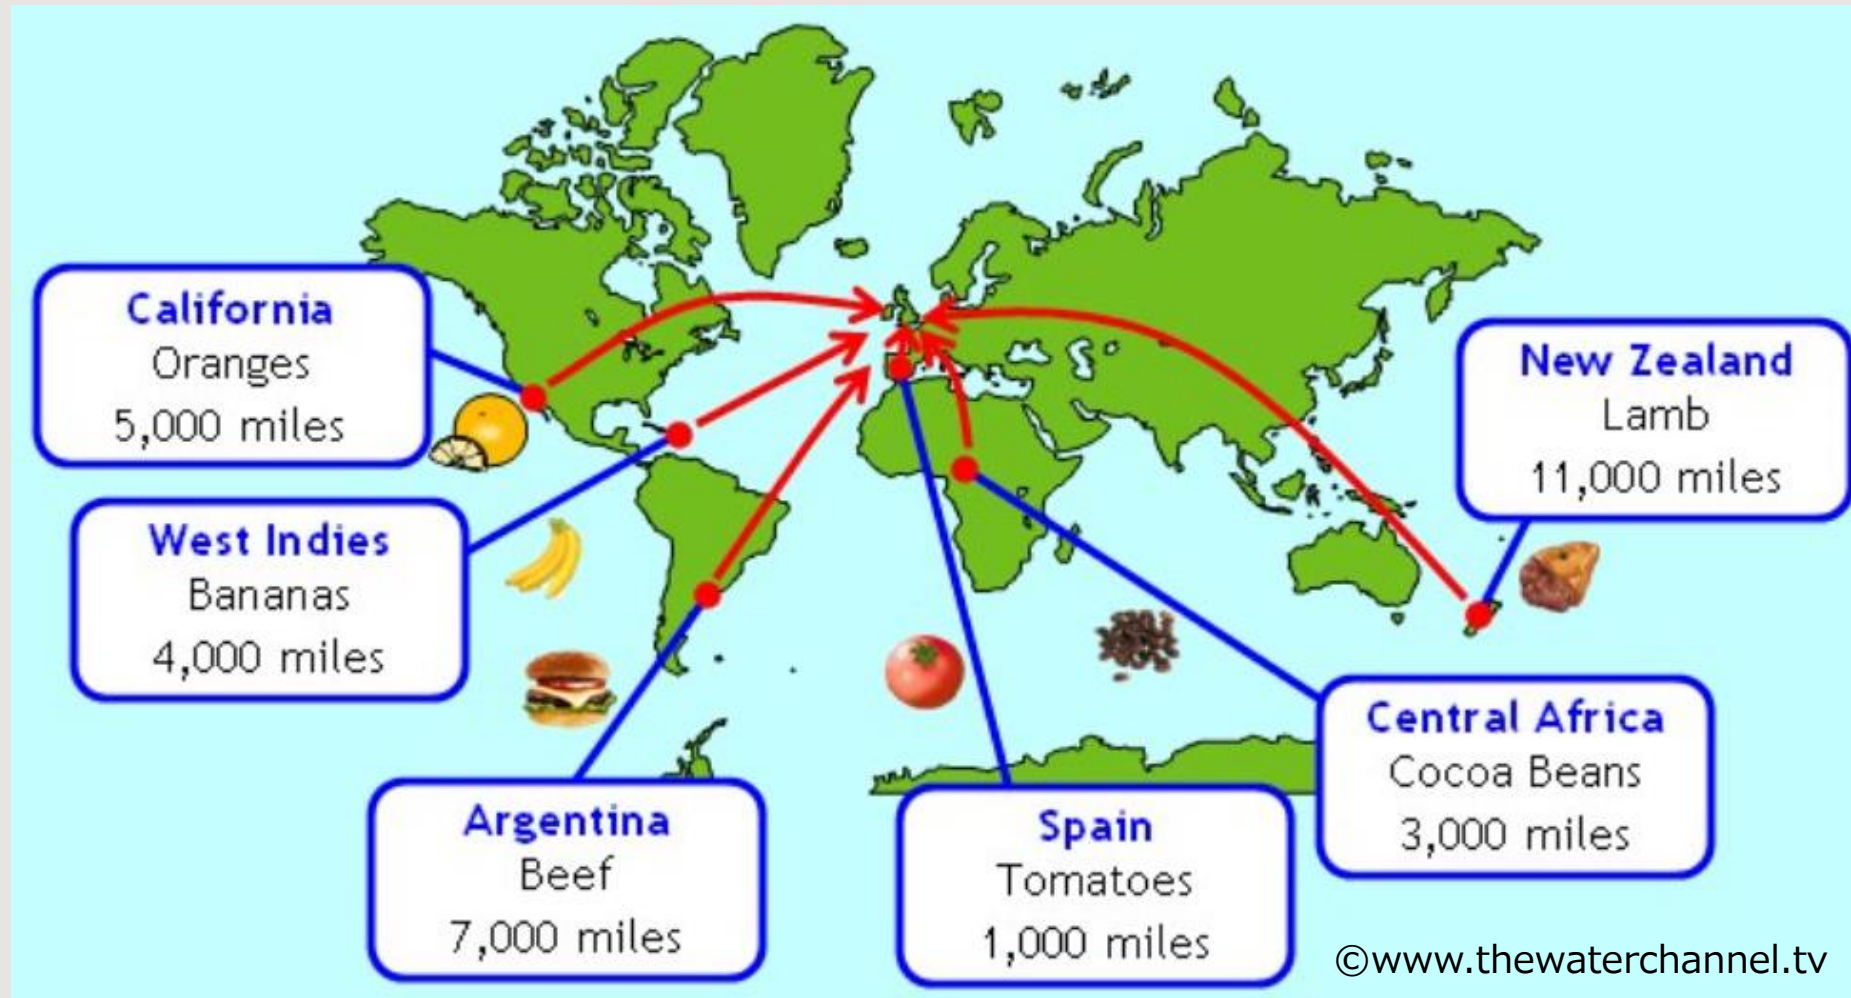 California
Oranges
5,000 miles
West Indies
Bananas
4,000 miles
Argentina
Beef
7,000 miles
Spain
Tomatoes
1,000 miles
Central Africa
Cocoa Beans
3,000 miles
New Zealand
Lamb
11,000 miles
©www.thewaterchannel.tv